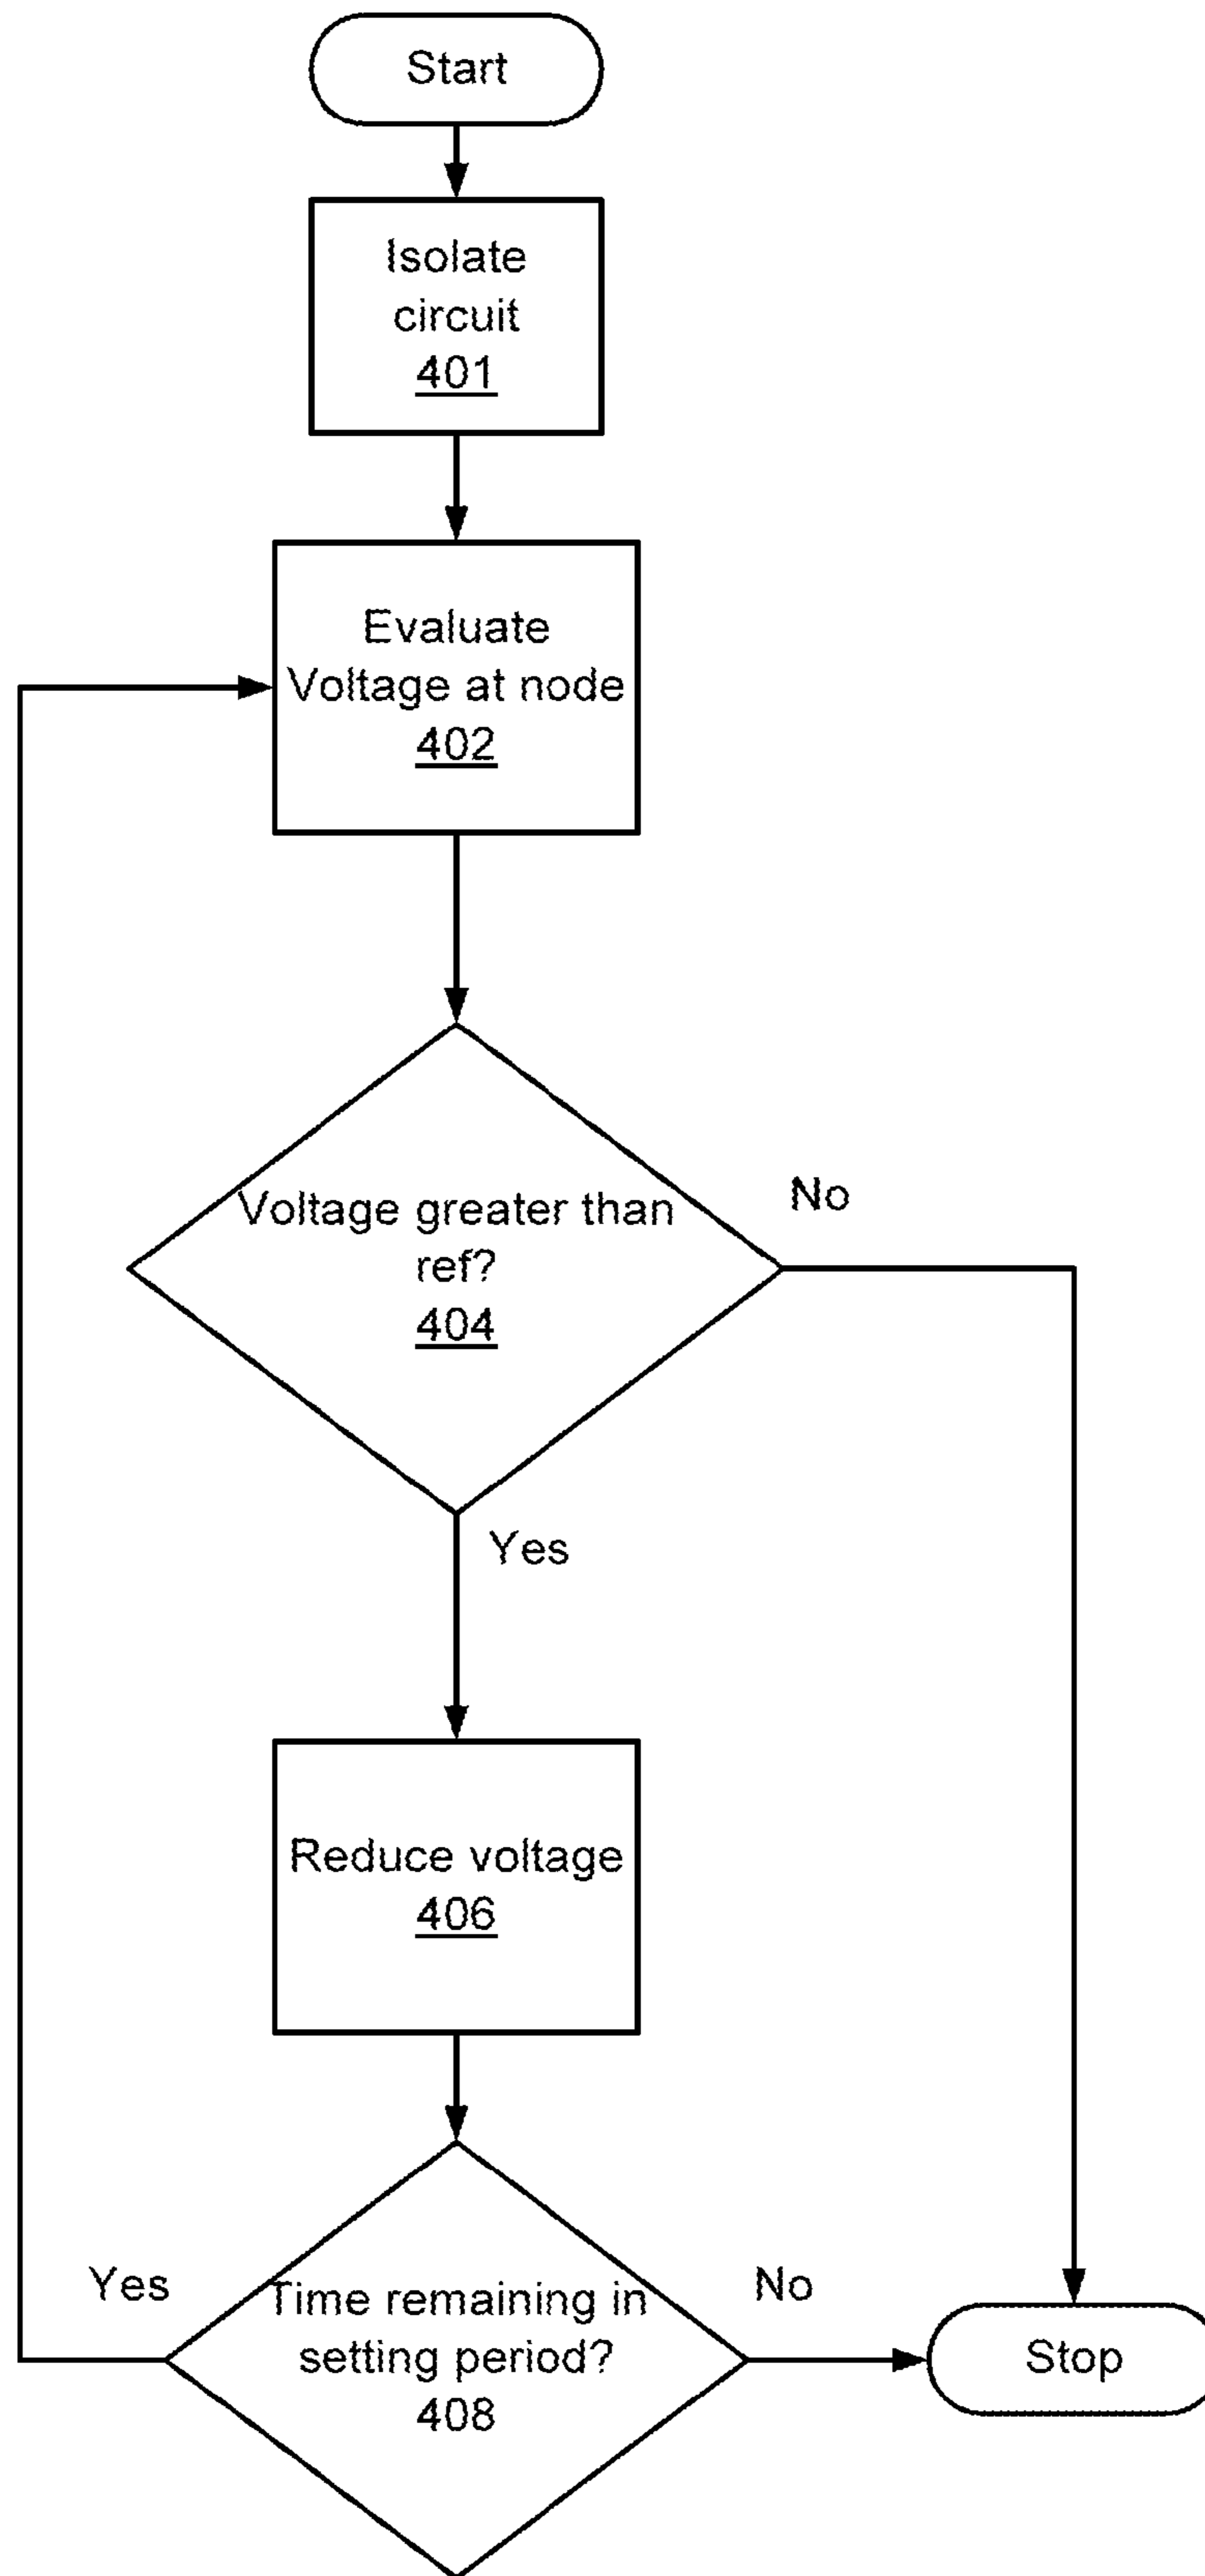 Start
Isolate
circuit
401
Evaluate
Voltage at node
402
Voltage greater than
ref?
404
No
Yes
Reduce voltage
406
Yes
Time remaining in
setting period?
408
No
Stop